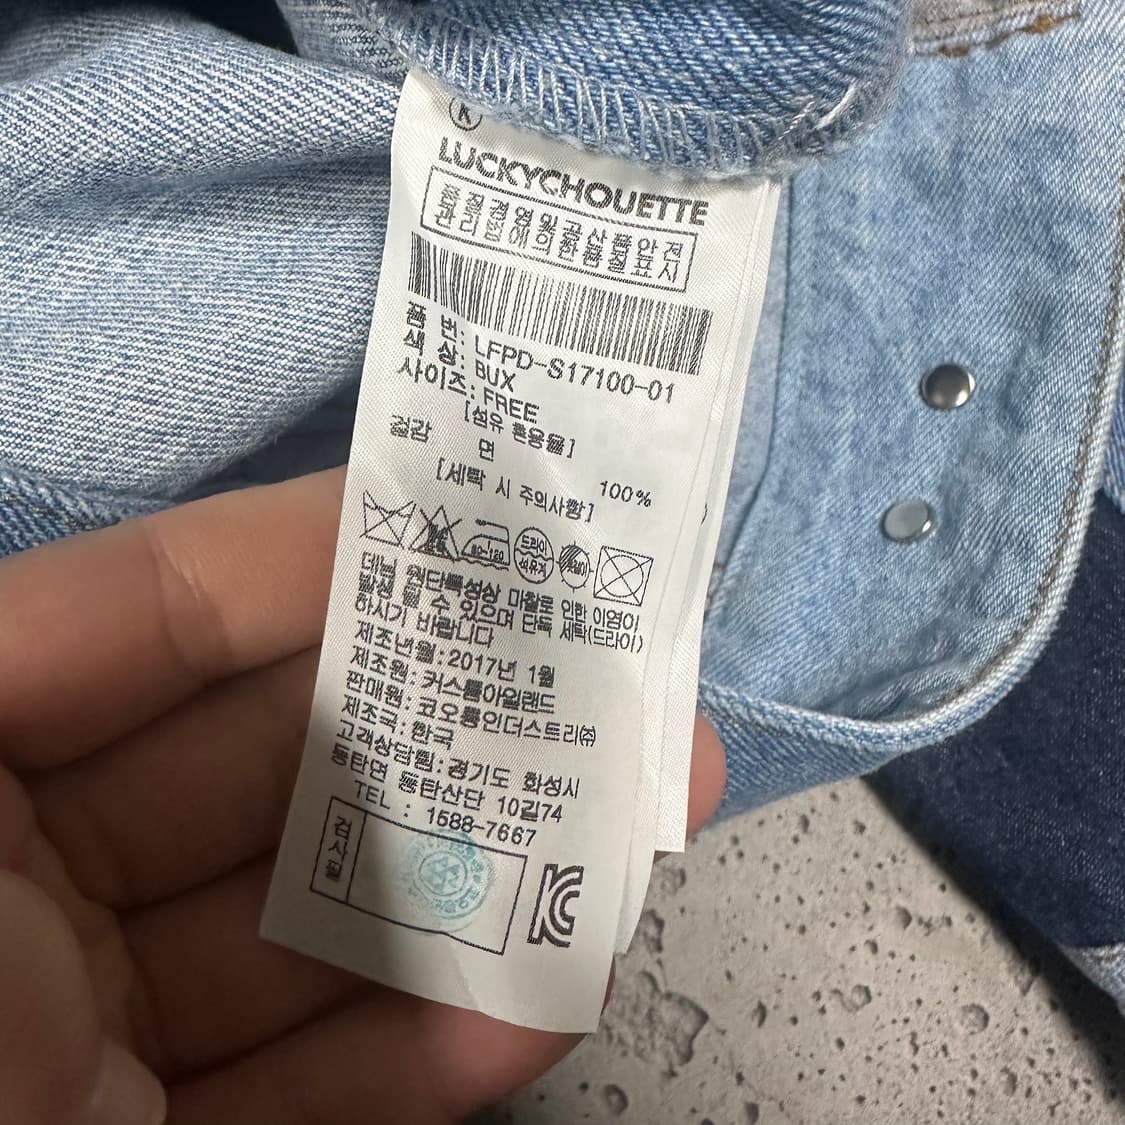 K
LUCKYCHOUETTE
품질경영 및 공산품안전
관리법에 의한 품질표시
품 번: LFPD-S17100-01
색 상: BUX
사이즈: FREE
[섬유 혼용율]
겉감 면 100%
[세탁 시 주의사항]
80-120
드라이
석유계
데님 원단특성상 마찰로 인한 이염이
발생 될 수 있으며 단독 세탁(드라이)
하시기 바랍니다
제조년월: 2017년 1월
제조원: 커스톰아일랜드
판매원: 코오롱인더스트리㈜
제조국: 한국
고객상담팀: 경기도 화성시
동탄면 동탄산단 10길74
TEL : 1588-7667
검사필
KC